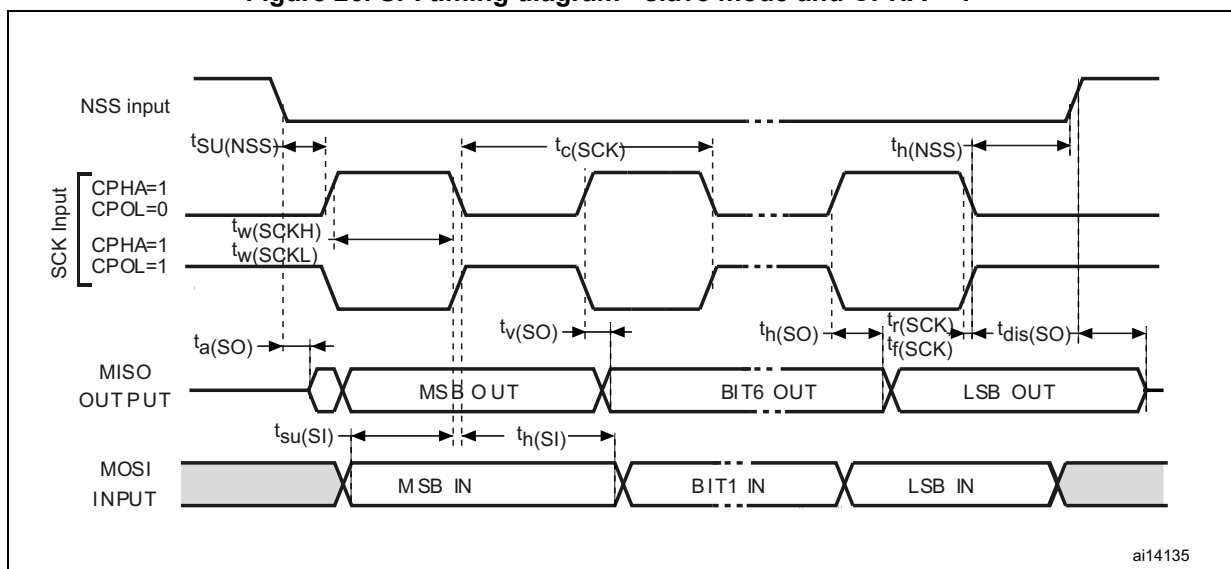 NSS input
tSU(NSS)
tc(SCK)
th(NSS)
SCK Input
CPHA=1
CPOL=0
tw(SCKH)
CPHA=1
tw(SCKL)
CPOL=1
ta(SO)
tv(SO)
th(SO)
tr(SCK)
tf(SCK)
tdis(SO)
MISO
OUTPUT
MSB OUT
BIT6 OUT
LSB OUT
tsu(SI)
th(SI)
MOSI
INPUT
MSB IN
BIT1 IN
LSB IN
ai14135